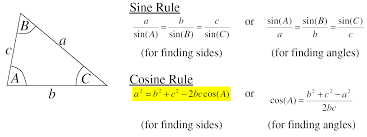 B
a
c
A
C
b
Sine Rule
a/sin(A) = b/sin(B) = c/sin(C) or sin(A)/a = sin(B)/b = sin(C)/c
(for finding sides) (for finding angles)
Cosine Rule
a² = b² + c² − 2bc cos(A) or cos(A) = b² + c² − a²/2bc
(for finding sides) (for finding angles)